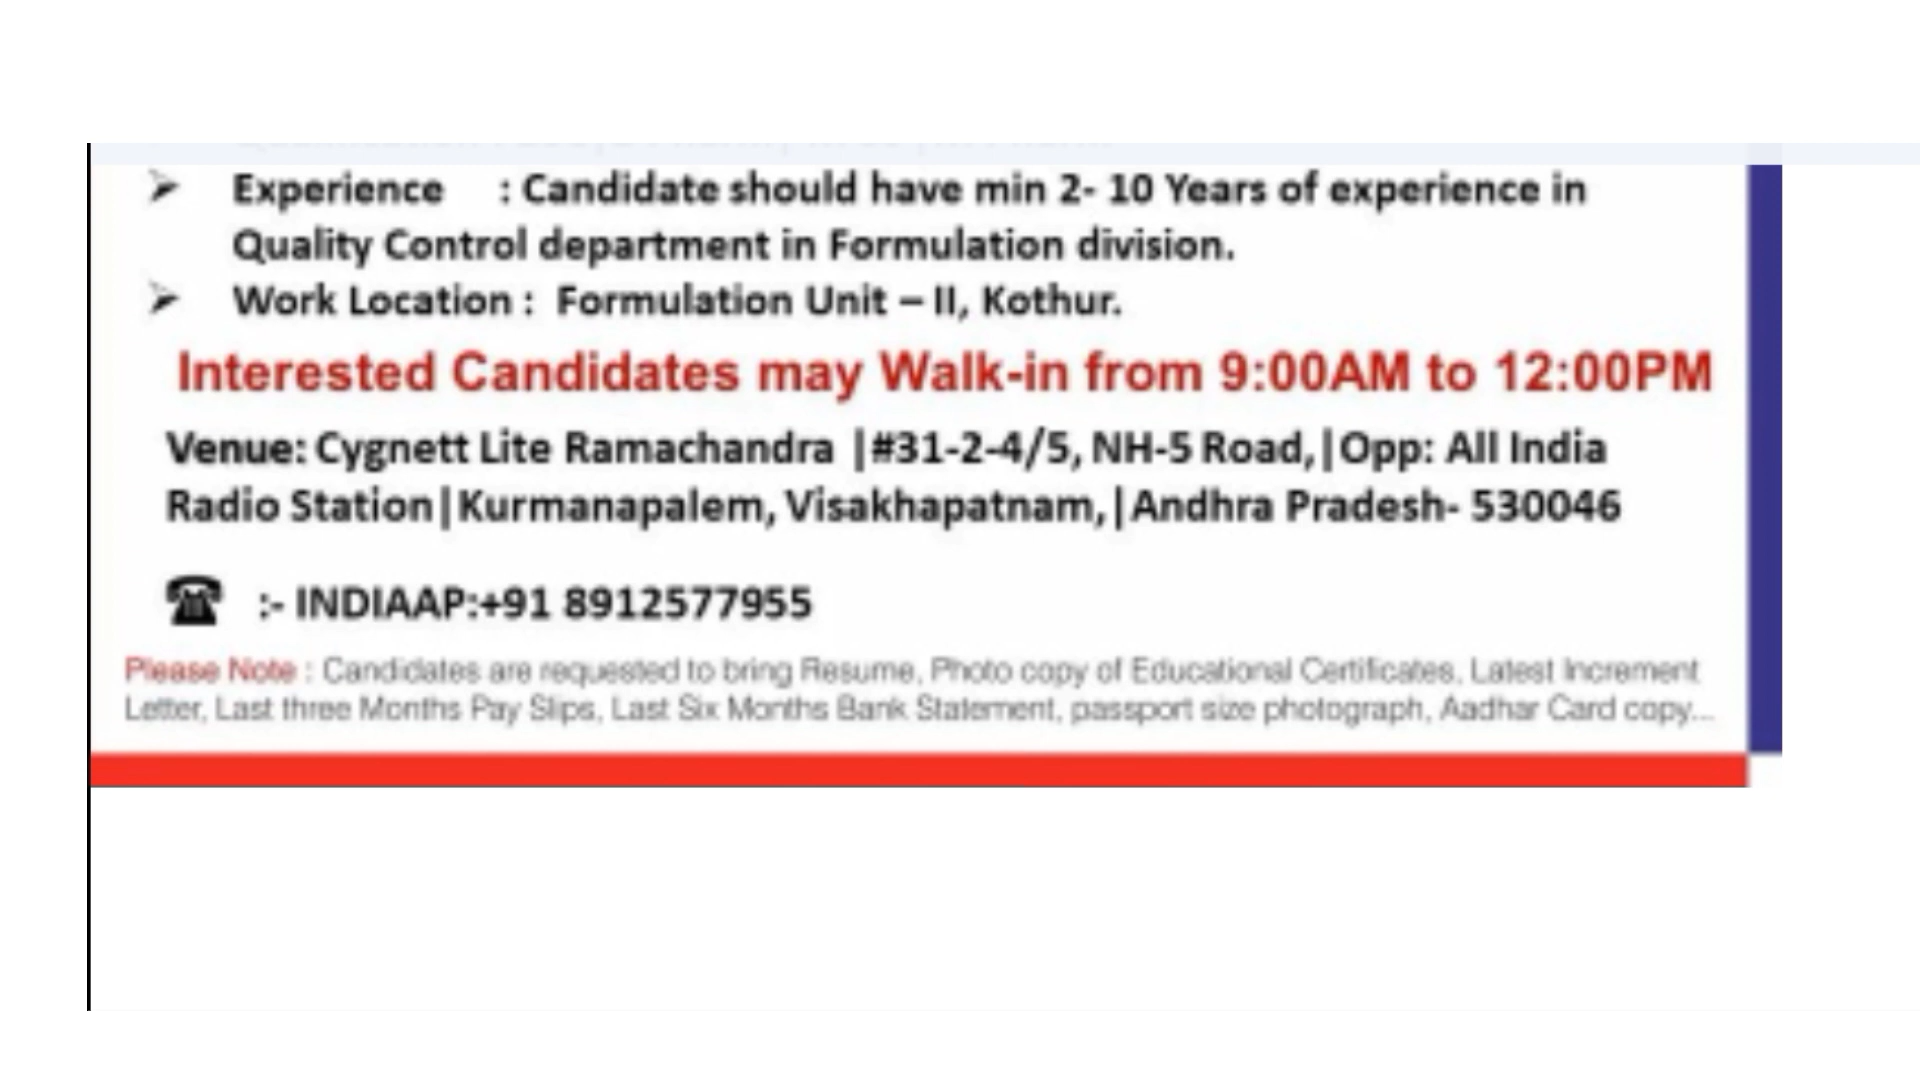 ➢ Experience : Candidate should have min 2- 10 Years of experience in
Quality Control department in Formulation division.
➢ Work Location : Formulation Unit – II, Kothur.
Interested Candidates may Walk-in from 9:00AM to 12:00PM
Venue: Cygnett Lite Ramachandra |#31-2-4/5, NH-5 Road,|Opp: All India
Radio Station|Kurmanapalem, Visakhapatnam,|Andhra Pradesh- 530046
☎ :- INDIAAP:+91 8912577955
Please Note : Candidates are requested to bring Resume, Photo copy of Educational Certificates, Latest Increment
Letter, Last three Months Pay Slips, Last Six Months Bank Statement, passport size photograph, Aadhar Card copy...